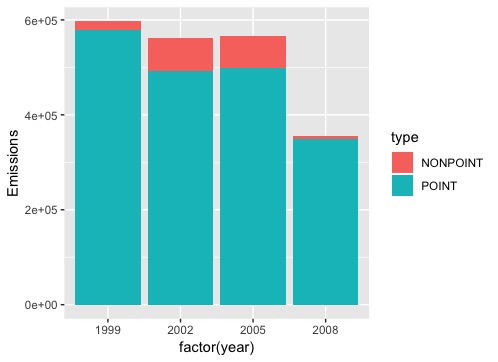 6e+05
4e+05
2e+05
0e+00
Emissions
1999 2002 2005 2008
factor(year)
type
NONPOINT
POINT